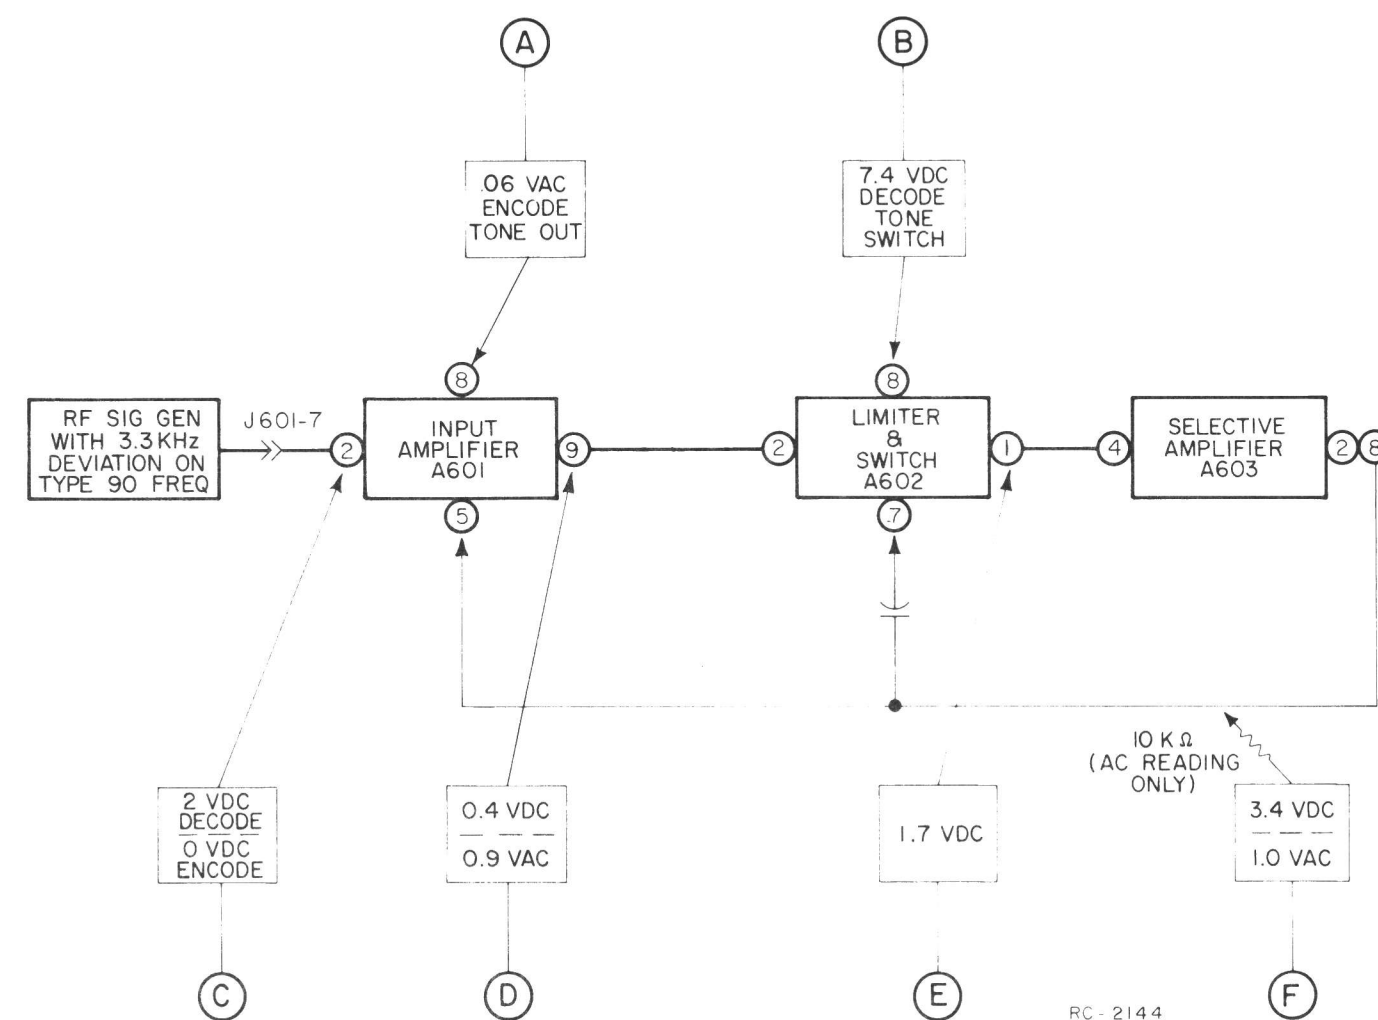 A
B
.06 VAC
ENCODE
TONE OUT
7.4 VDC
DECODE
TONE
SWITCH
8
8
RF SIG GEN
WITH 3.3KHz
DEVIATION ON
TYPE 90 FREQ
J601-7
2
INPUT
AMPLIFIER
A601
9
2
LIMITER
&
SWITCH
A602
1
4
SELECTIVE
AMPLIFIER
A603
2
8
5
7
10 K Ω
(AC READING
ONLY)
2 VDC
DECODE
0 VDC
ENCODE
0.4 VDC
0.9 VAC
1.7 VDC
3.4 VDC
1.0 VAC
C
D
E
F
RC-2144